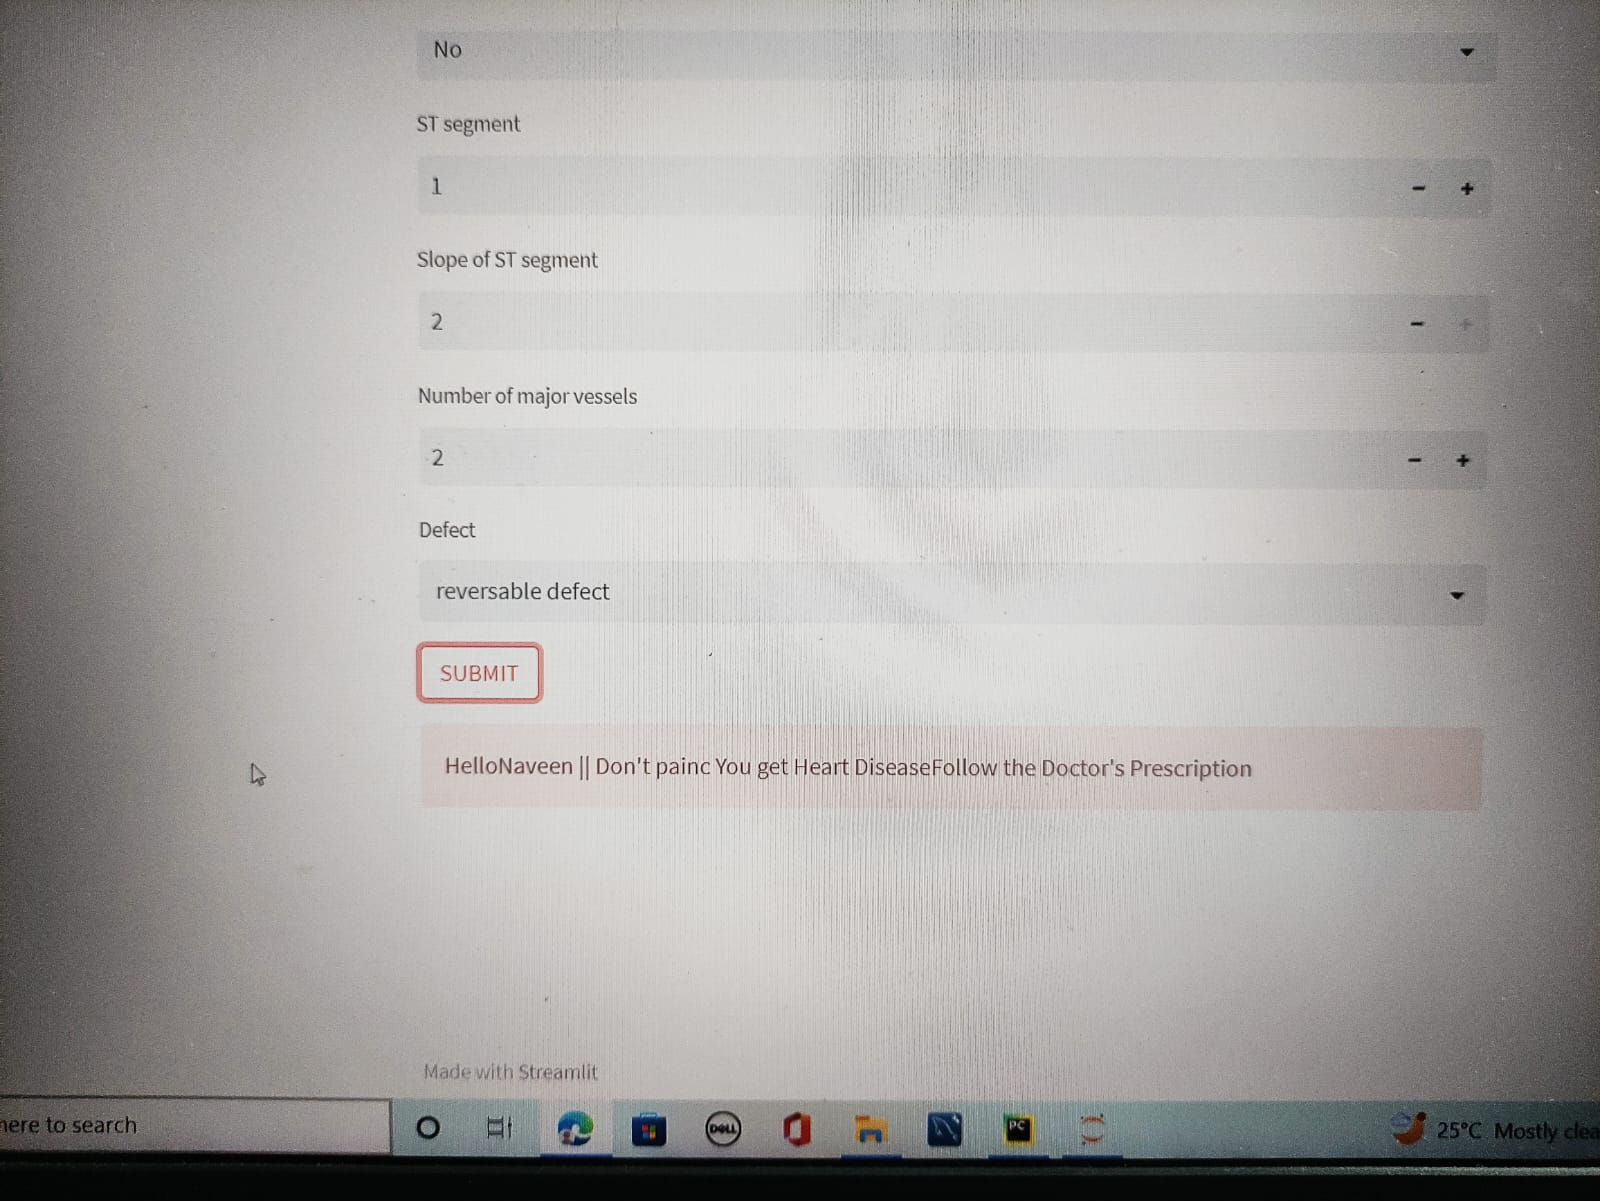 No
ST segment
1
Slope of ST segment
2
Number of major vessels
2
Defect
reversable defect
SUBMIT
HelloNaveen || Don't painc You get Heart DiseaseFollow the Doctor's Prescription
Made with Streamlit
here to search
DELL
PC
25°C Mostly clea